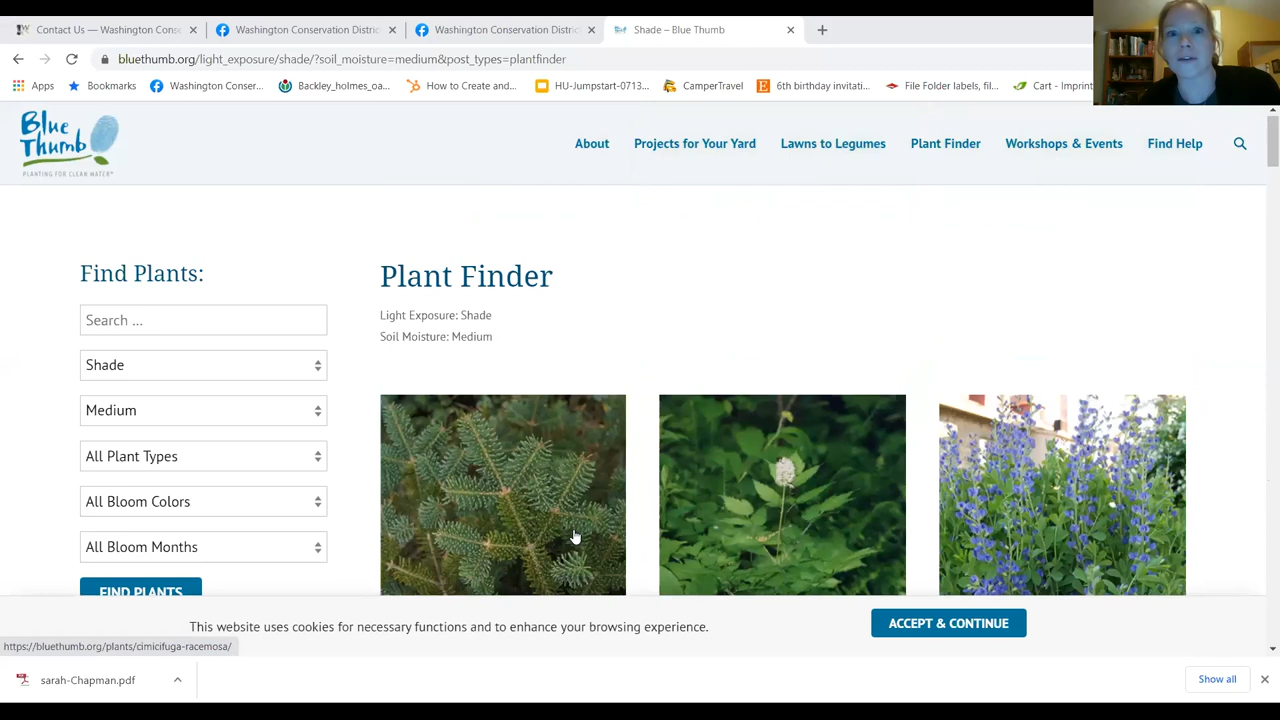 Contact Us — Washington Conse
Washington Conservation Distric
Washington Conservation Distric
Shade – Blue Thumb
bluethumb.org/light_exposure/shade/?soil_moisture=medium&post_types=plantfinder
Apps
Bookmarks
Washington Conser...
Backley_holmes_oa...
How to Create and...
HU-Jumpstart-0713...
CamperTravel
6th birthday invitati...
File Folder labels, fil...
Cart - Imprint
Blue Thumb
PLANTING FOR CLEAN WATER
About
Projects for Your Yard
Lawns to Legumes
Plant Finder
Workshops & Events
Find Help
Find Plants:
Search ...
Shade
Medium
All Plant Types
All Bloom Colors
All Bloom Months
FIND PLANTS
Plant Finder
Light Exposure: Shade
Soil Moisture: Medium
This website uses cookies for necessary functions and to enhance your browsing experience.
ACCEPT & CONTINUE
https://bluethumb.org/plants/cimicifuga-racemosa/
sarah-Chapman.pdf
Show all